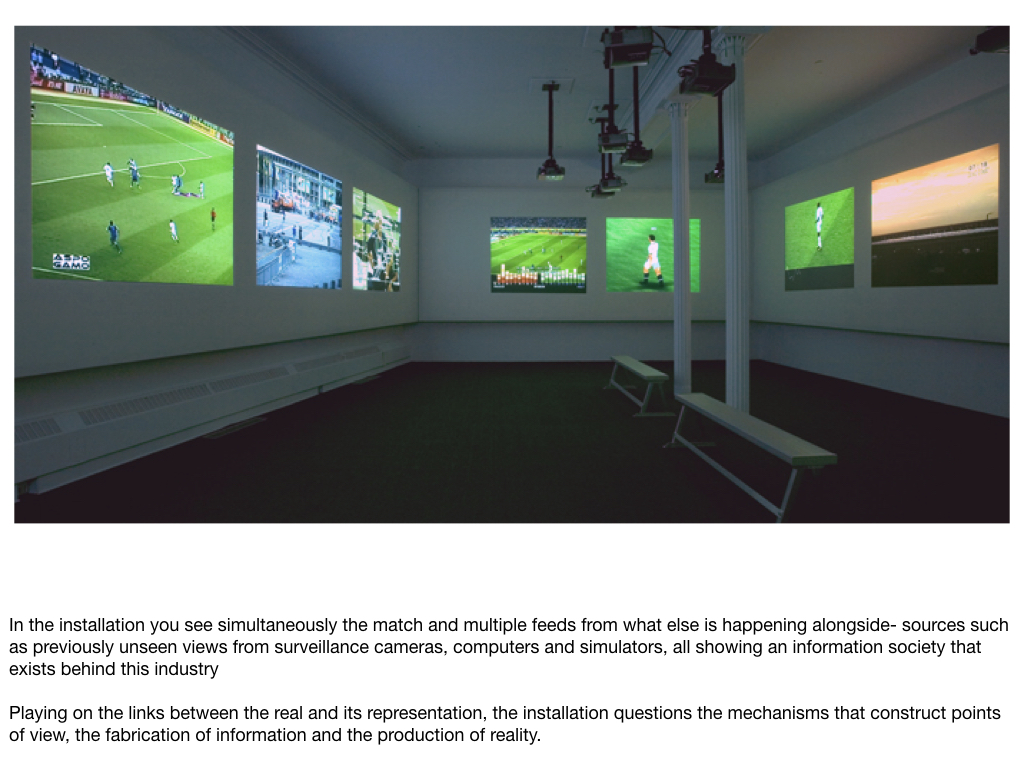 AVAYA
In the installation you see simultaneously the match and multiple feeds from what else is happening alongside- sources such
as previously unseen views from surveillance cameras, computers and simulators, all showing an information society that
exists behind this industry
Playing on the links between the real and its representation, the installation questions the mechanisms that construct points
of view, the fabrication of information and the production of reality.